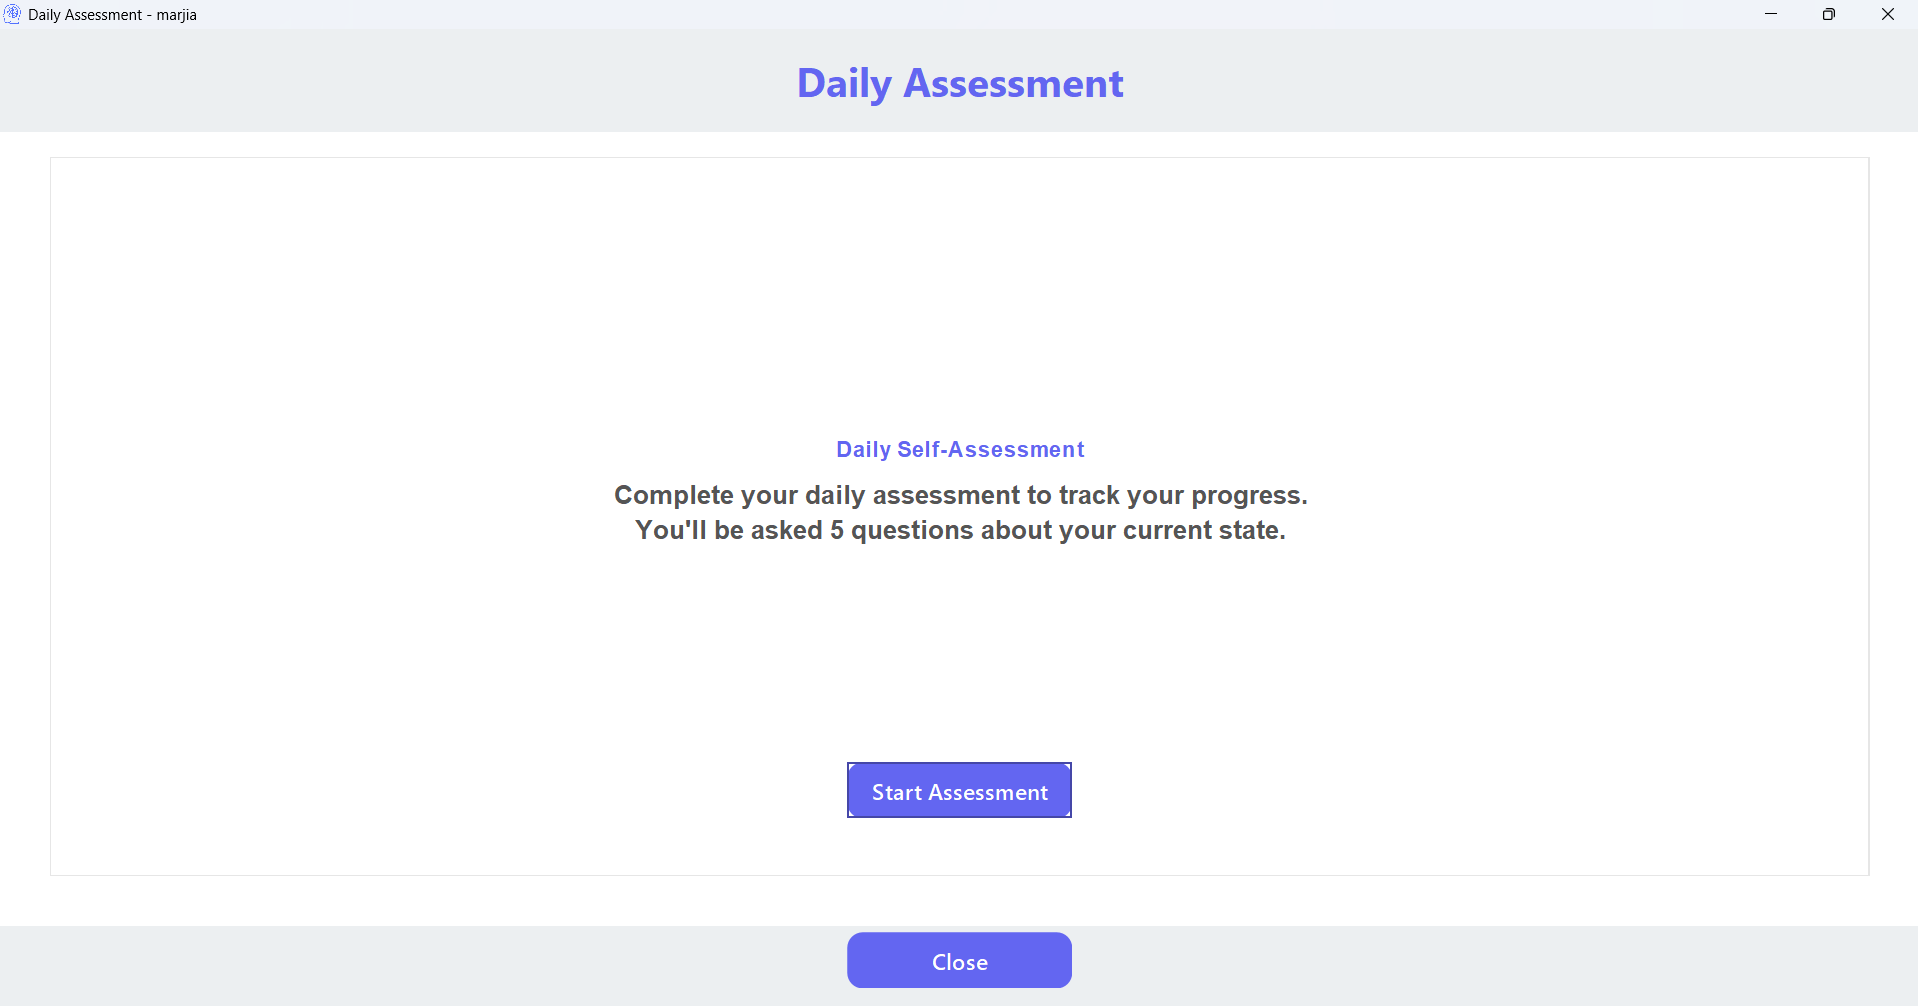 Daily Assessment - marjia
Daily Assessment
Daily Self-Assessment
Complete your daily assessment to track your progress.
You'll be asked 5 questions about your current state.
Start Assessment
Close